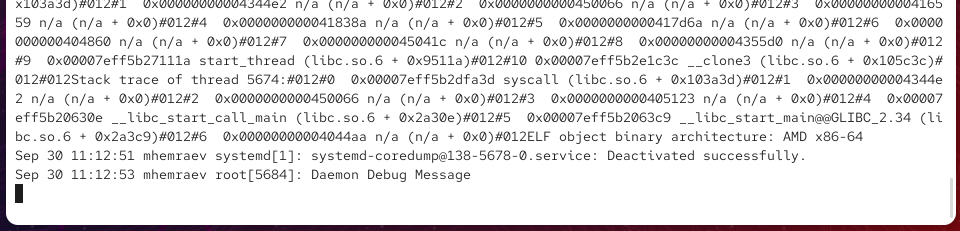 x103a3d)#012#1  0x00000000004344e2 n/a (n/a + 0x0)#012#2  0x0000000000450066 n/a (n/a + 0x0)#012#3  0x00000000004165
59 n/a (n/a + 0x0)#012#4  0x000000000041838a n/a (n/a + 0x0)#012#5  0x0000000000417d6a n/a (n/a + 0x0)#012#6  0x0000
000000404860 n/a (n/a + 0x0)#012#7  0x000000000045041c n/a (n/a + 0x0)#012#8  0x00000000004355d0 n/a (n/a + 0x0)#012
#9  0x00007eff5b27111a start_thread (libc.so.6 + 0x9511a)#012#10 0x00007eff5b2e1c3c __clone3 (libc.so.6 + 0x105c3c)#
012#012Stack trace of thread 5674:#012#0  0x00007eff5b2dfa3d syscall (libc.so.6 + 0x103a3d)#012#1  0x00000000004344e
2 n/a (n/a + 0x0)#012#2  0x0000000000450066 n/a (n/a + 0x0)#012#3  0x0000000000405123 n/a (n/a + 0x0)#012#4  0x00007
eff5b20630e __libc_start_call_main (libc.so.6 + 0x2a30e)#012#5  0x00007eff5b2063c9 __libc_start_main@@GLIBC_2.34 (li
bc.so.6 + 0x2a3c9)#012#6  0x00000000004044aa n/a (n/a + 0x0)#012ELF object binary architecture: AMD x86-64
Sep 30 11:12:51 mhemraev systemd[1]: systemd-coredump@138-5678-0.service: Deactivated successfully.
Sep 30 11:12:53 mhemraev root[5684]: Daemon Debug Message